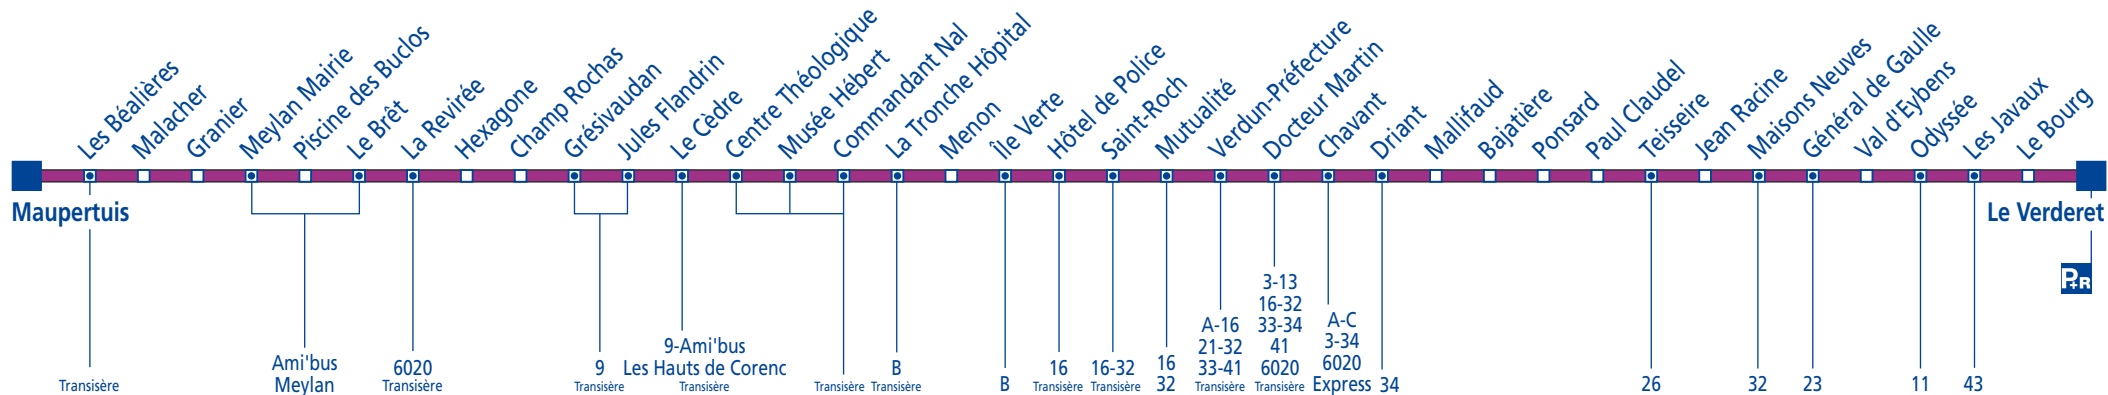 Maupertuis
Les Béalières
Malacher
Granier
Meylan Mairie
Piscine des Buclos
Le Brêt
La Revirée
Hexagone
Champ Rochas
Grésivaudan
Jules Flandrin
Le Cèdre
Centre Théologique
Musée Hébert
Commandant Nal
La Tronche Hôpital
Menon
Île Verte
Hôtel de Police
Saint-Roch
Mutualité
Verdun-Préfecture
Docteur Martin
Chavant
Driant
Mallifaud
Bajatière
Ponsard
Paul Claudel
Teisseire
Jean Racine
Maisons Neuves
Général de Gaulle
Val d'Eybens
Odyssée
Les Javaux
Le Bourg
Le Verderet
Transisère
Ami'bus
Meylan
6020
Transisère
9
Transisère
9-Ami'bus
Les Hauts de Corenc
Transisère
Transisère
B
Transisère
B
16
Transisère
16-32
Transisère
16
32
A-16
21-32
33-41
Transisère
3-13
16-32
33-34
41
6020
Transisère
A-C
3-34
6020
Express
34
26
32
23
11
43
P+R